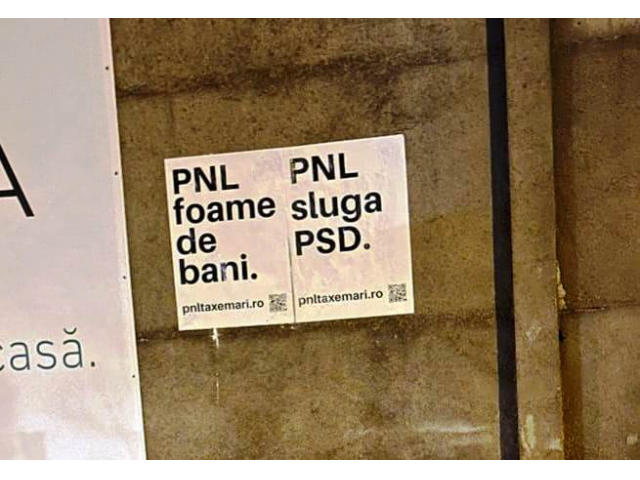 A
casă.
PNL
foame
de
bani.
pnltaxemari.ro
PNL
sluga
PSD.
pnltaxemari.ro